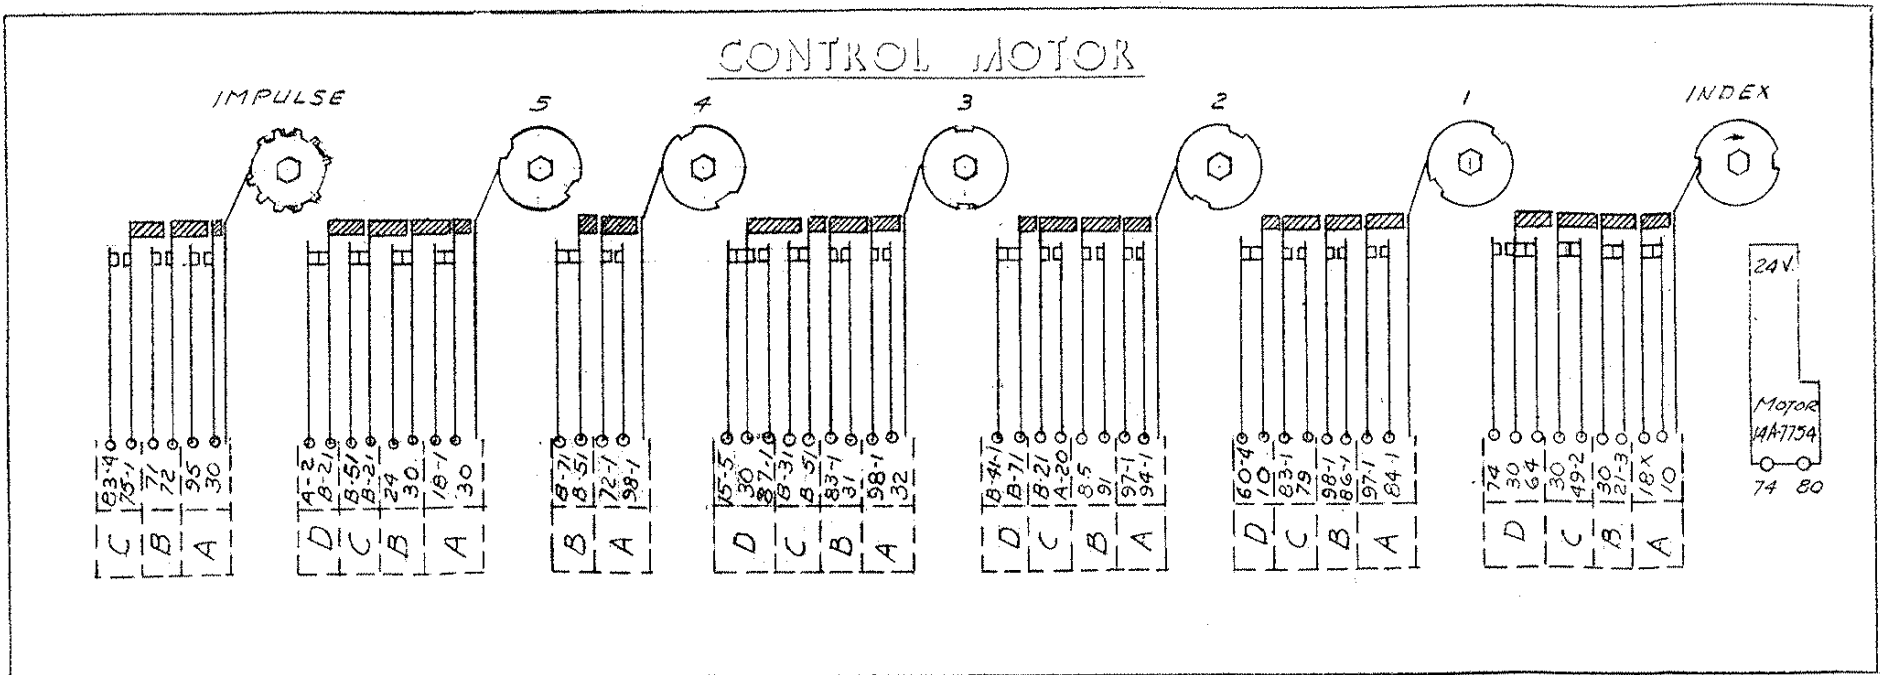 CONTROL MOTOR
IMPULSE
5
4
3
2
1
INDEX
24V.
MOTOR
14A-7754
74 80
83-4
75-1
71
72
95
30
C B A
A-2
B-21
B-51
B-21
24
30
18-1
30
D C B A
B-71
B-51
72-1
98-1
B A
15-5
30
87-1
B-31
B-51
83-1
31
98-1
32
D C B A
B-41-1
B-71
B-21
A-20
85
91
97-1
94-1
D C B A
60-4
10
83-1
79
98-1
86-1
97-1
84-1
D C B A
74
30
64
30
49-2
30
21-3
18X
10
D C B A